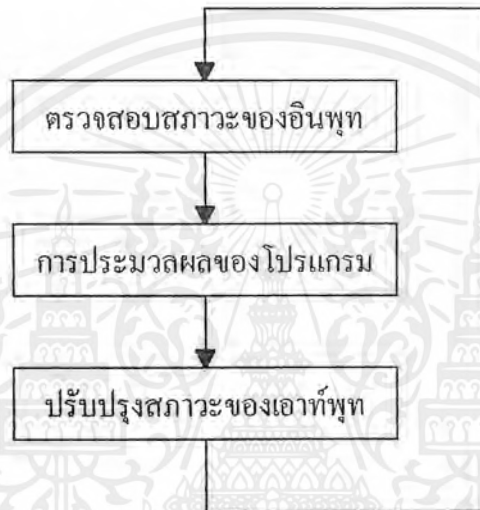 ตรวจสอบสภาวะของอินพุท
การประมวลผลของโปรแกรม
ปรับปรุงสภาวะของเอาท์พุท